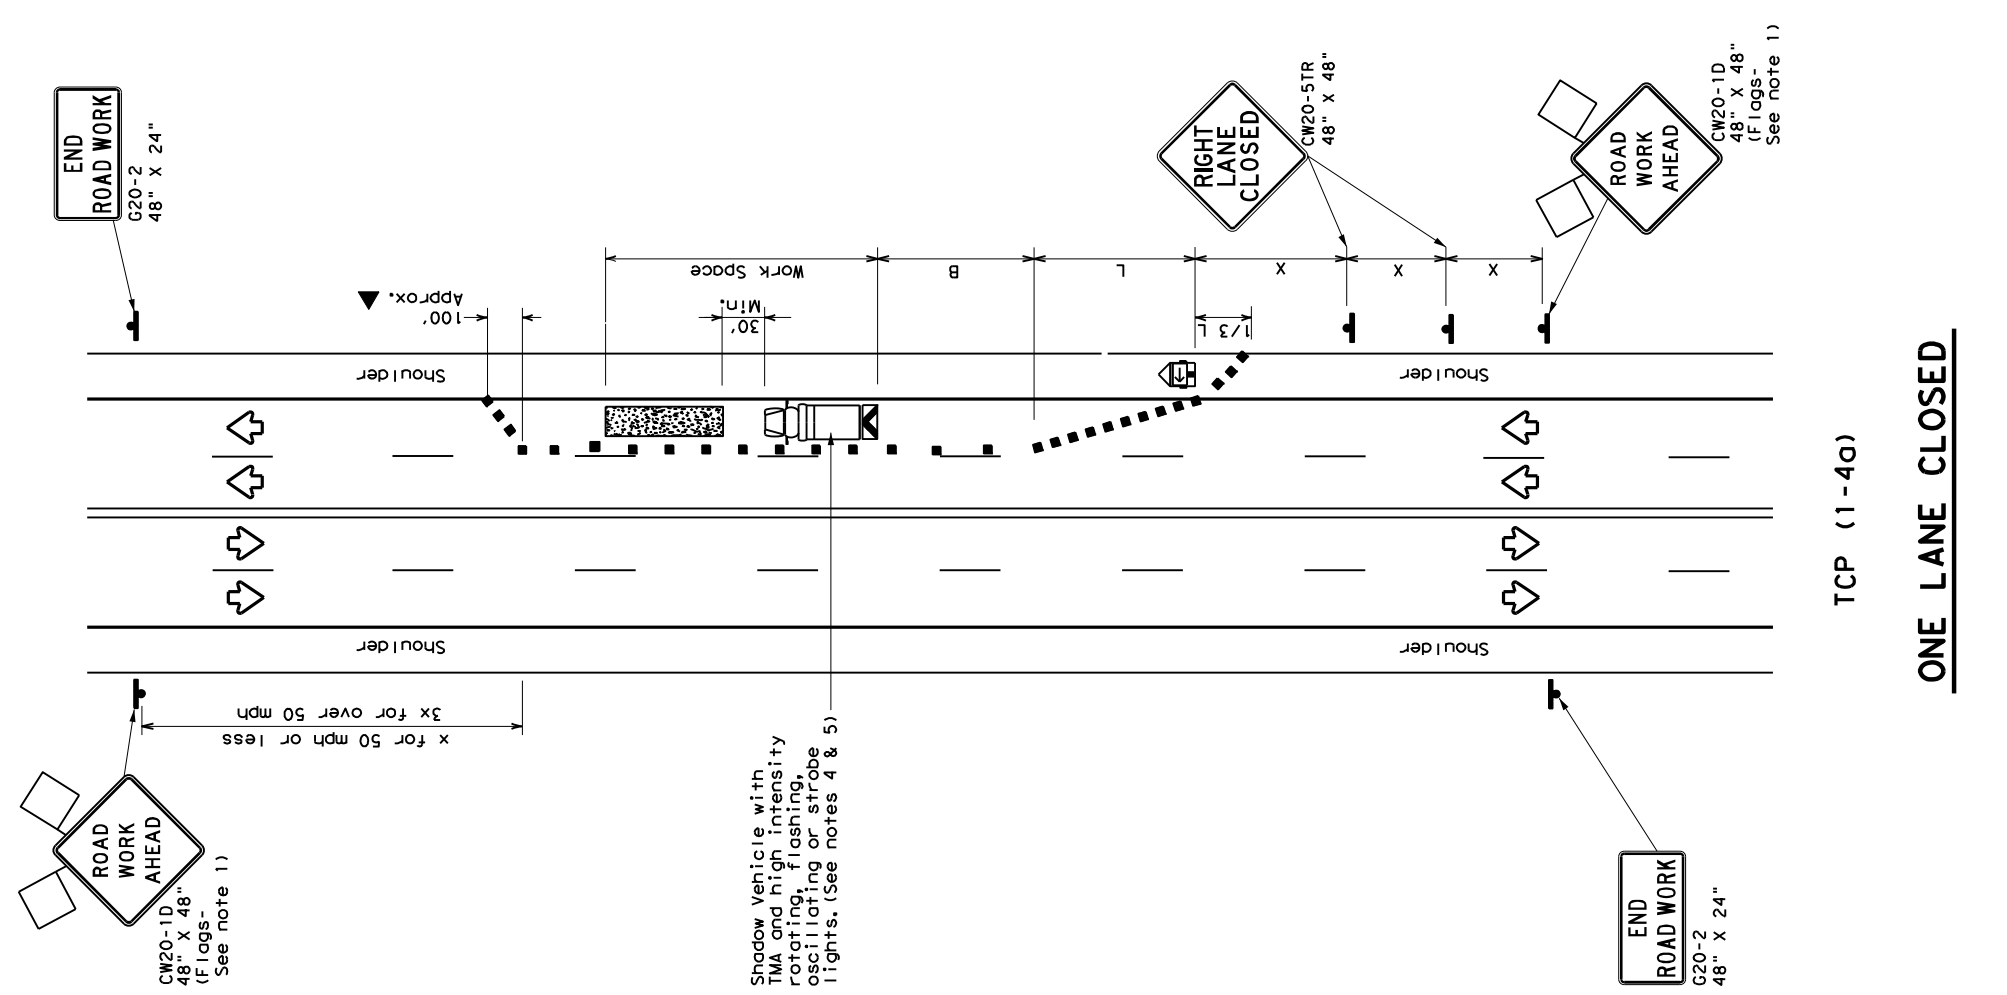 END
ROAD WORK
G20-2
48" X 24"
RIGHT
LANE
CLOSED
CW20-5TR
48" X 48"
ROAD
WORK
AHEAD
CW20-1D
48" X 48"
(Flags-
See note 1)
100'
Approx.
Work Space
30'
Min.
B
L
X
X
X
1/3 L
Shoulder
Shoulder
Shoulder
Shoulder
x for 50 mph or less
3x for over 50 mph
ROAD
WORK
AHEAD
CW20-1D
48" X 48"
(Flags-
See note 1)
Shadow Vehicle with
TMA and high intensity
rotating, flashing,
oscillating or strobe
lights. (See notes 4 & 5)
END
ROAD WORK
G20-2
48" X 24"
TCP (1-4a)
ONE LANE CLOSED